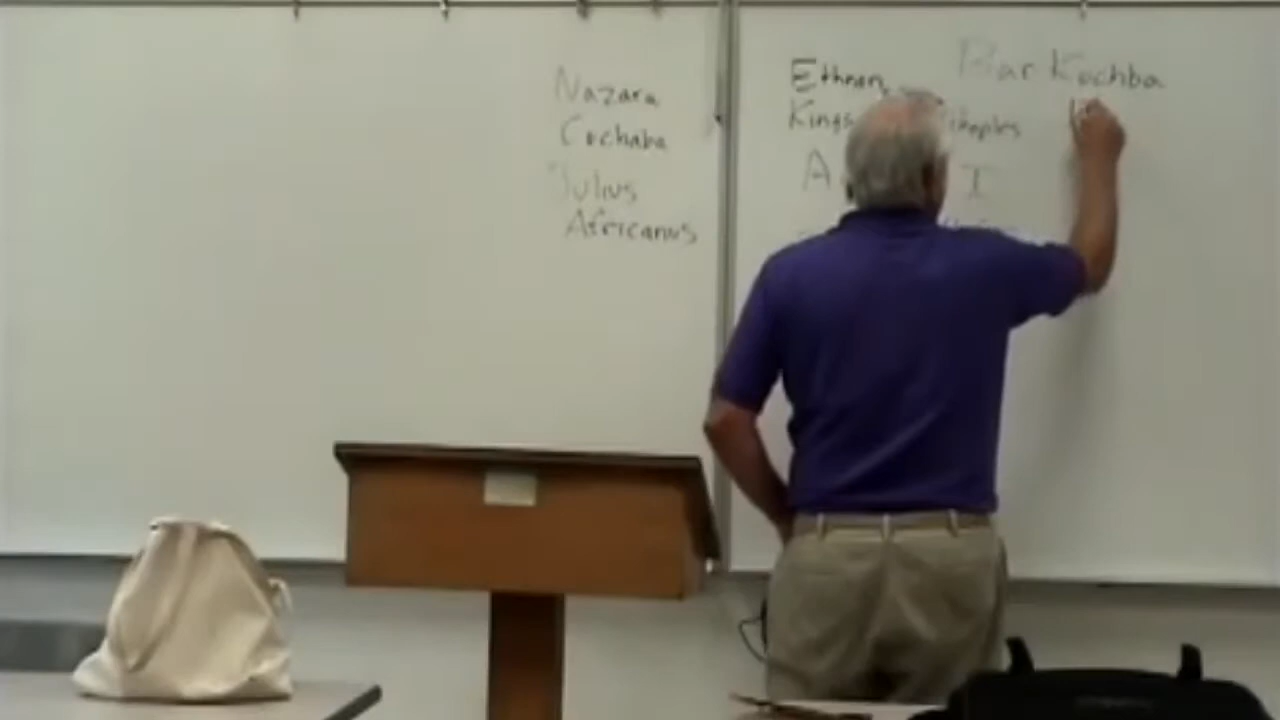 Nazara
Cochaba
Julius
Africanus
Bar Kochba
Ethnan
Kings
A I